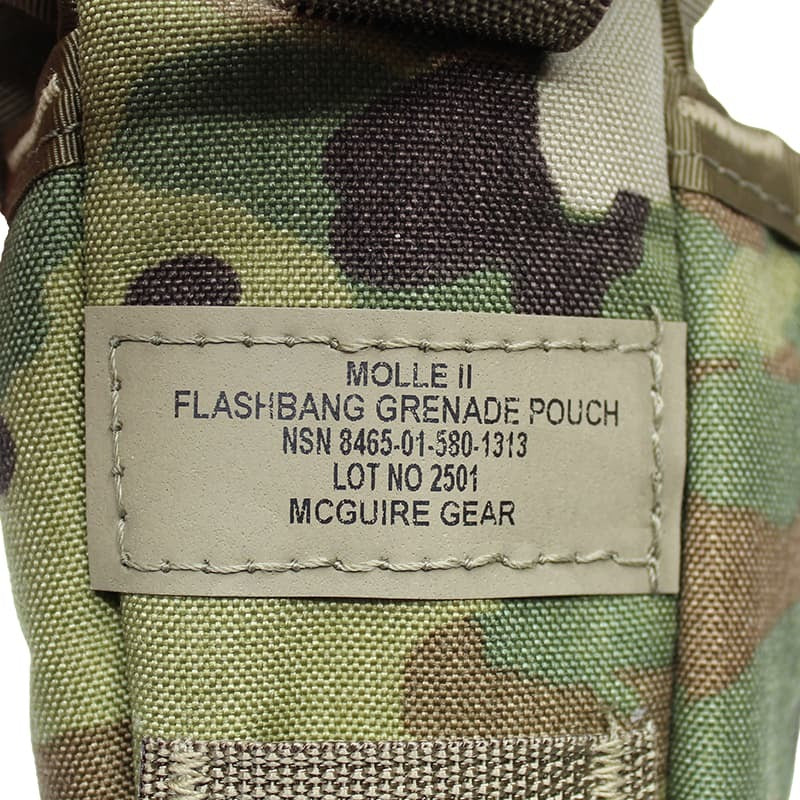 MOLLE II
FLASHBANG GRENADE POUCH
NSN 8465-01-580-1313
LOT NO 2501
MCGUIRE GEAR